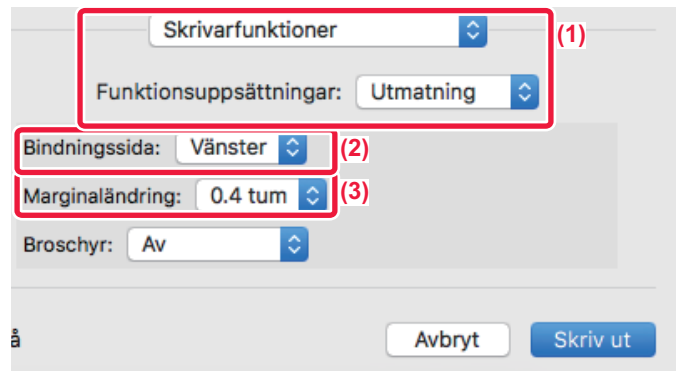 Skrivarfunktioner (1)
Funktionsuppsättningar: Utmatning
Bindningssida: Vänster (2)
Marginaländring: 0.4 tum (3)
Broschyr: Av
å Avbryt Skriv ut